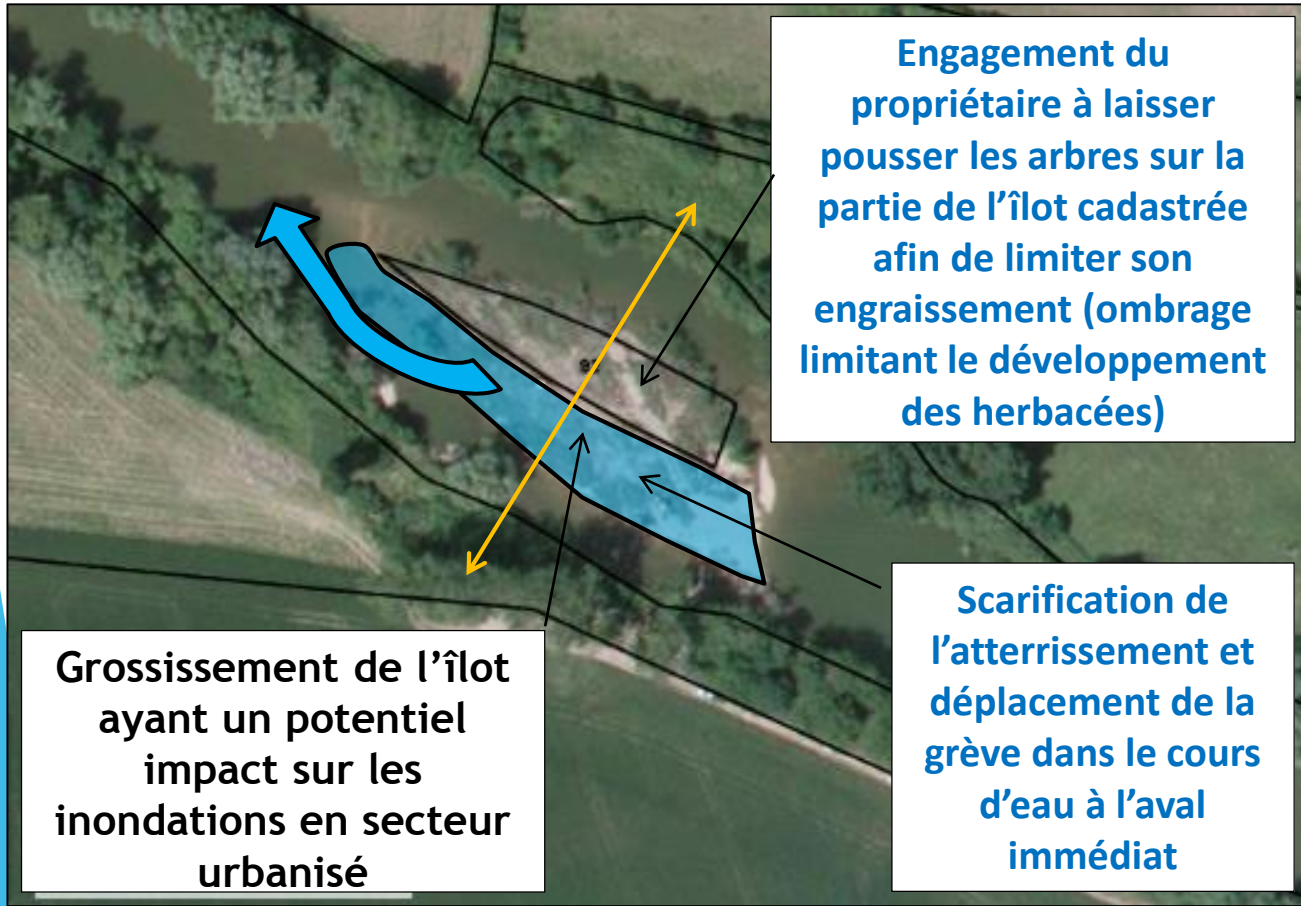 Engagement du
propriétaire à laisser
pousser les arbres sur la
partie de l’îlot cadastrée
afin de limiter son
engraissement (ombrage
limitant le développement
des herbacées)
Grossissement de l’îlot
ayant un potentiel
impact sur les
inondations en secteur
urbanisé
Scarification de
l’atterrissement et
déplacement de la
grève dans le cours
d’eau à l’aval
immédiat